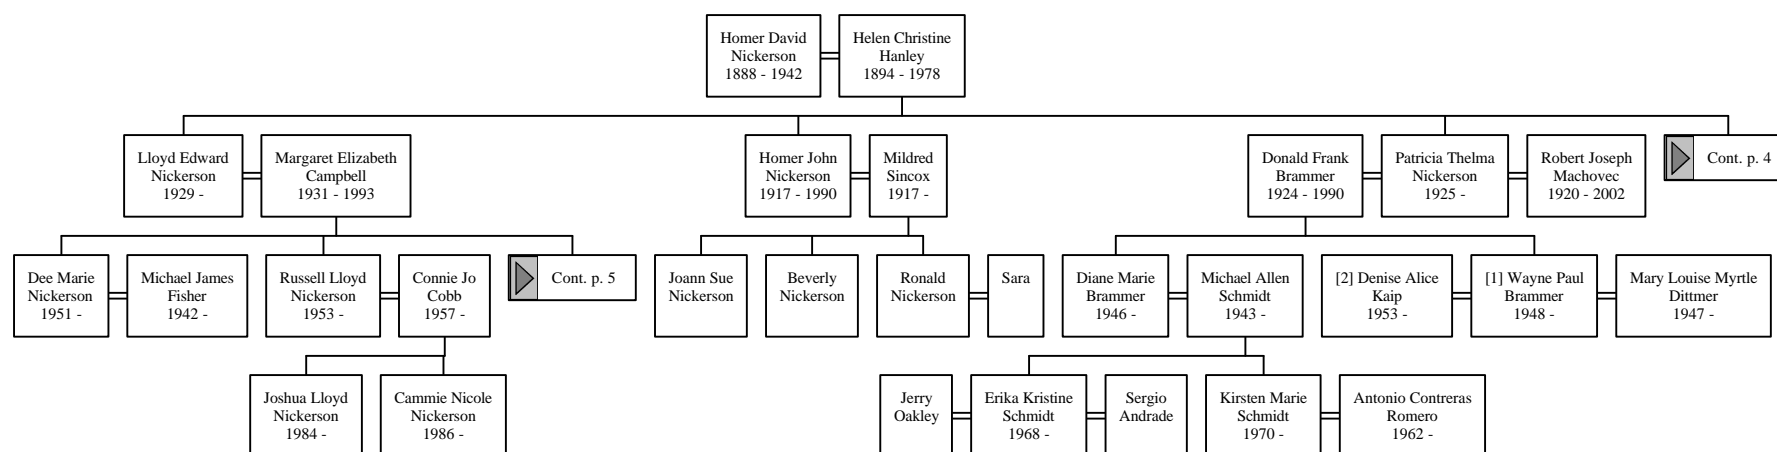 Homer David
Nickerson
1888 - 1942
Helen Christine
Hanley
1894 - 1978
Lloyd Edward
Nickerson
1929 -
Margaret Elizabeth
Campbell
1931 - 1993
Homer John
Nickerson
1917 - 1990
Mildred
Sincox
1917 -
Donald Frank
Brammer
1924 - 1990
Patricia Thelma
Nickerson
1925 -
Robert Joseph
Machovec
1920 - 2002
Cont. p. 4
Dee Marie
Nickerson
1951 -
Michael James
Fisher
1942 -
Russell Lloyd
Nickerson
1953 -
Connie Jo
Cobb
1957 -
Cont. p. 5
Joann Sue
Nickerson
Beverly
Nickerson
Ronald
Nickerson
Sara
Diane Marie
Brammer
1946 -
Michael Allen
Schmidt
1943 -
[2] Denise Alice
Kaip
1953 -
[1] Wayne Paul
Brammer
1948 -
Mary Louise Myrtle
Dittmer
1947 -
Joshua Lloyd
Nickerson
1984 -
Cammie Nicole
Nickerson
1986 -
Jerry
Oakley
Erika Kristine
Schmidt
1968 -
Sergio
Andrade
Kirsten Marie
Schmidt
1970 -
Antonio Contreras
Romero
1962 -